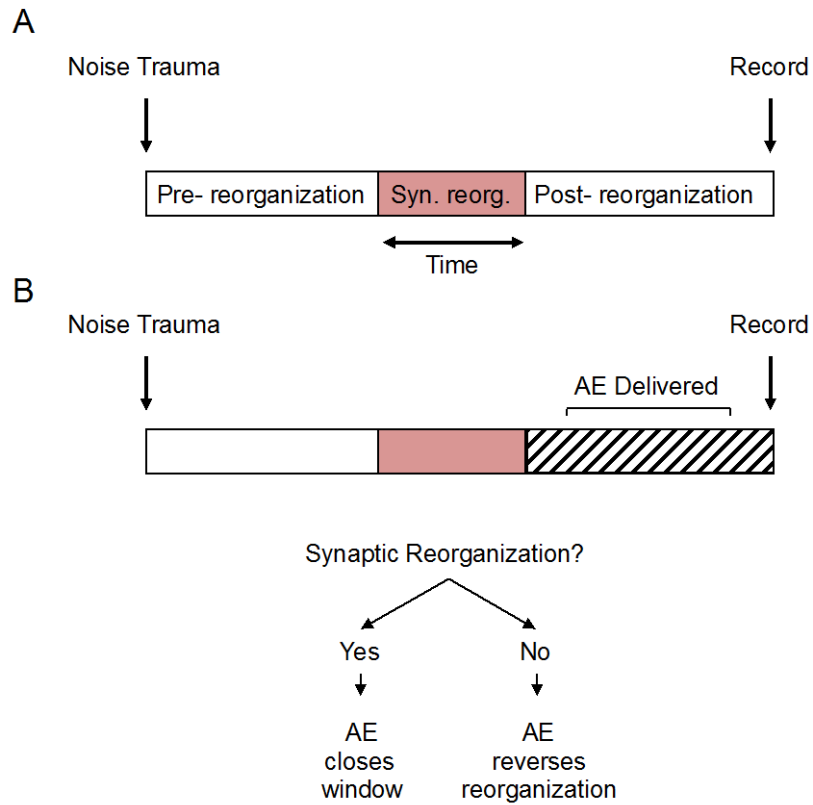 A
Noise Trauma Record
Pre- reorganization Syn. reorg. Post- reorganization
Time
B
Noise Trauma Record
AE Delivered
Synaptic Reorganization?
Yes No
AE AE
closes reverses
window reorganization